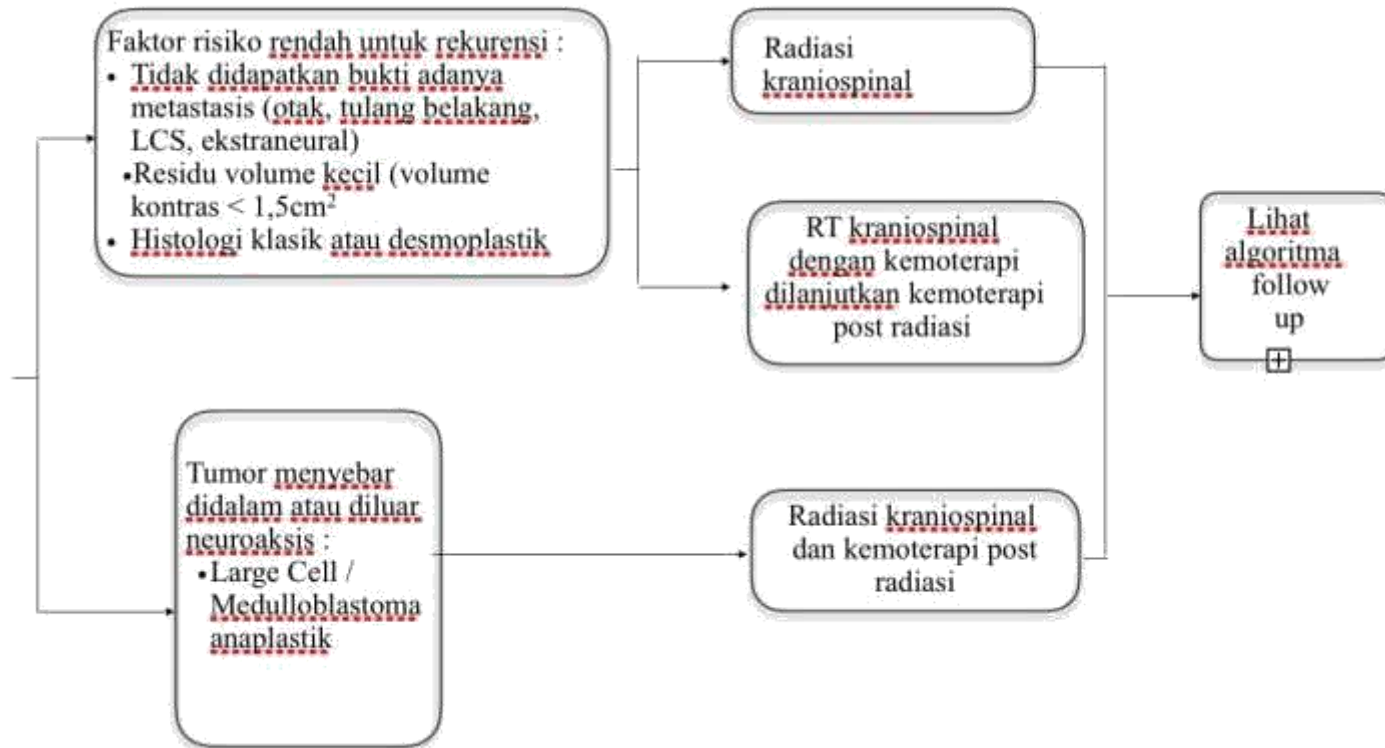 Faktor risiko rendah untuk rekurensi :
• Tidak didapatkan bukti adanya
metastasis (otak, tulang belakang,
LCS, ekstraneural)
•Residu volume kecil (volume
kontras < 1,5cm²
• Histologi klasik atau desmoplastik
Radiasi
kraniospinal
RT kraniospinal
dengan kemoterapi
dilanjutkan kemoterapi
post radiasi
Lihat
algoritma
follow
up
Tumor menyebar
didalam atau diluar
neuroaksis :
•Large Cell /
Medulloblastoma
anaplastik
Radiasi kraniospinal
dan kemoterapi post
radiasi